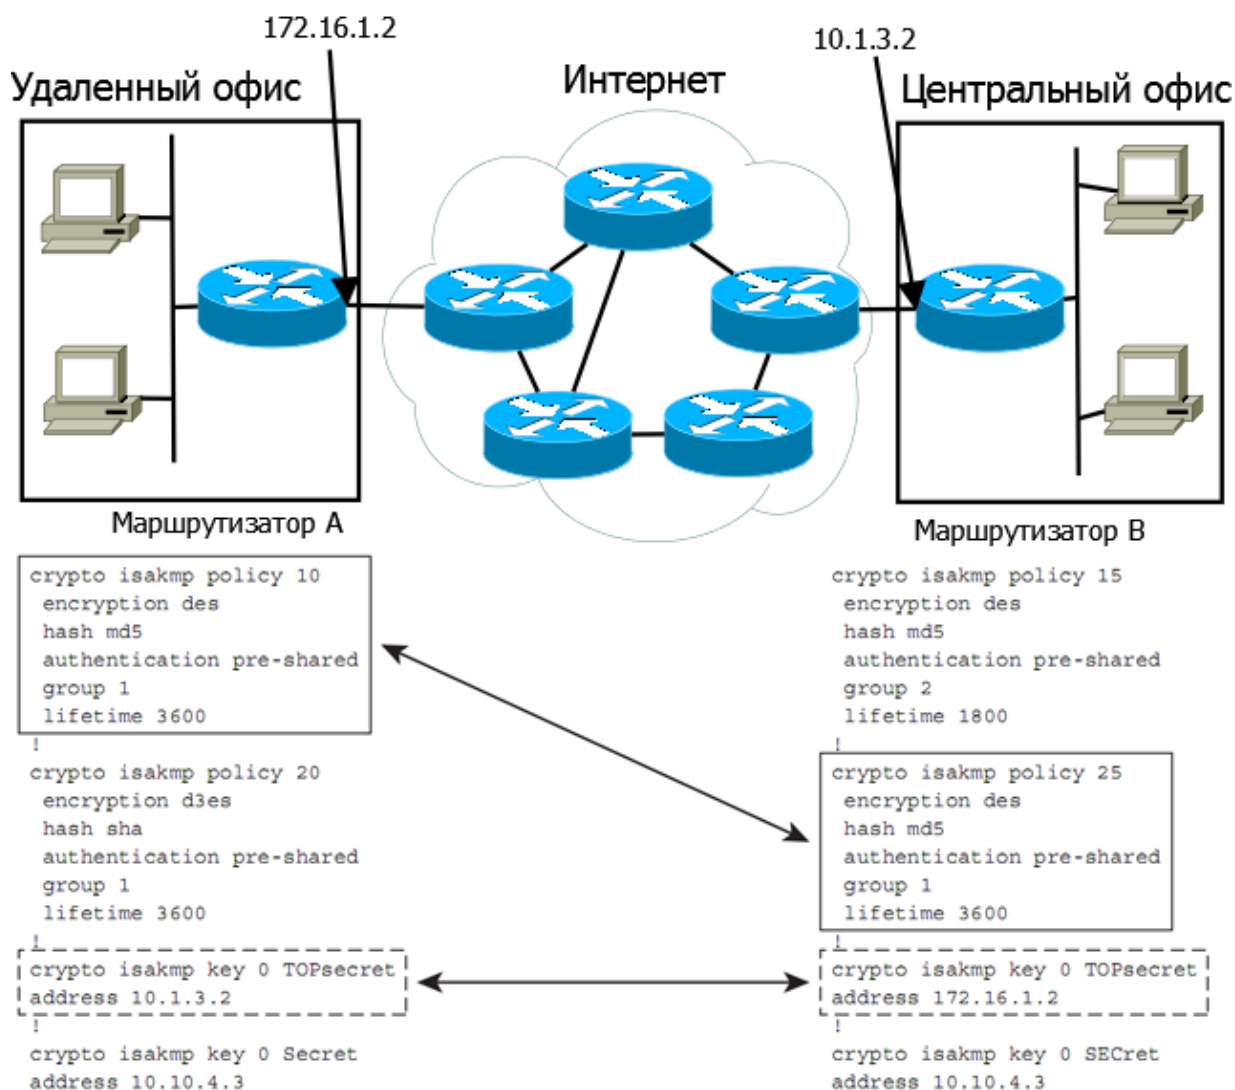 172.16.1.2
10.1.3.2
Удаленный офис
Интернет
Центральный офис
Маршрутизатор A
crypto isakmp policy 10
encryption des
hash md5
authentication pre-shared
group 1
lifetime 3600
!
crypto isakmp policy 20
encryption d3es
hash sha
authentication pre-shared
group 1
lifetime 3600
!
crypto isakmp key 0 TOPsecret
address 10.1.3.2
!
crypto isakmp key 0 Secret
address 10.10.4.3
Маршрутизатор B
crypto isakmp policy 15
encryption des
hash md5
authentication pre-shared
group 2
lifetime 1800
!
crypto isakmp policy 25
encryption des
hash md5
authentication pre-shared
group 1
lifetime 3600
!
crypto isakmp key 0 TOPsecret
address 172.16.1.2
!
crypto isakmp key 0 SECret
address 10.10.4.3